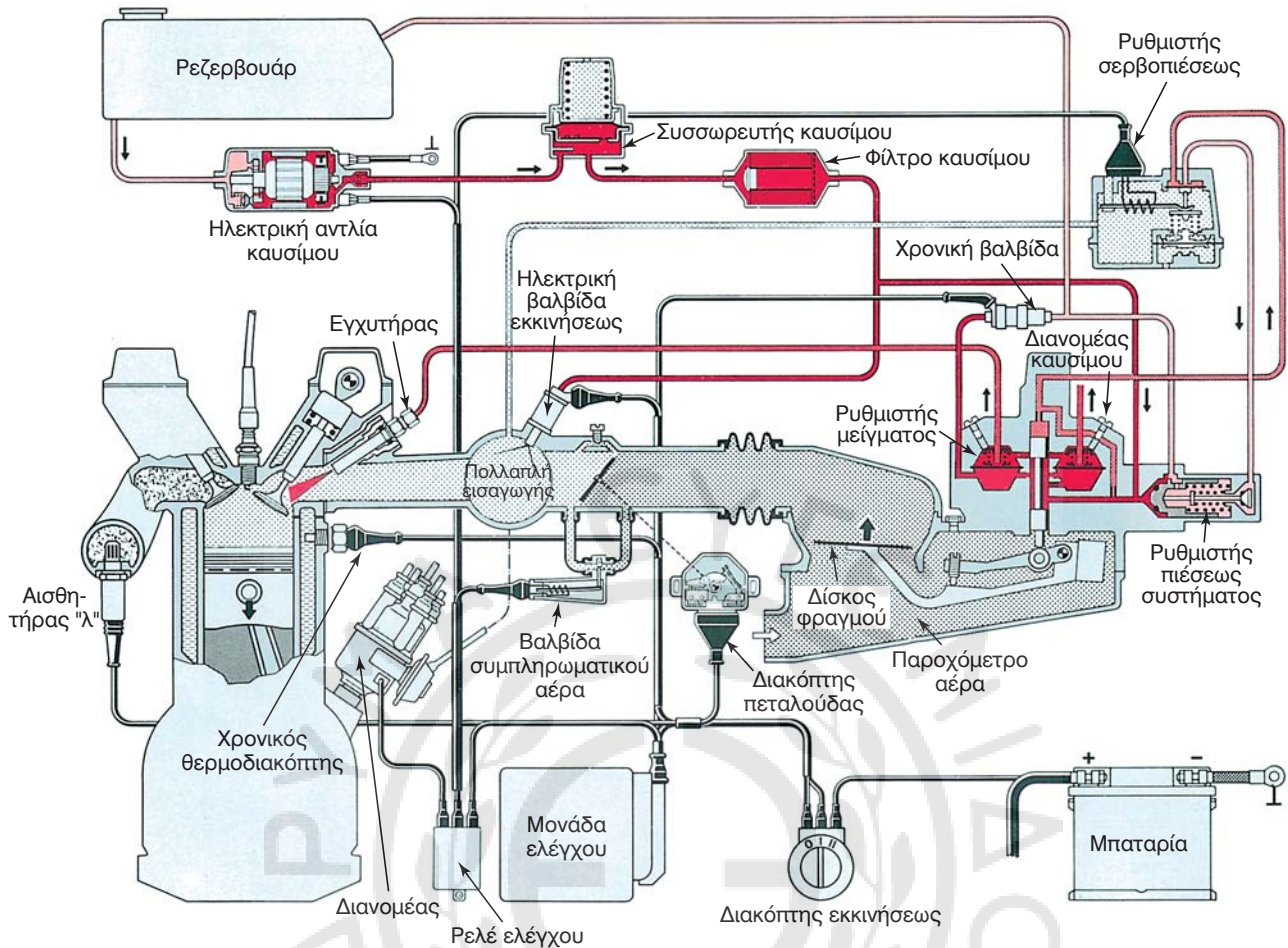 Ρεζερβουάρ
Ρυθμιστής
σερβοπιέσεως
Συσσωρευτής καυσίμου
Φίλτρο καυσίμου
Ηλεκτρική αντλία
καυσίμου
Ηλεκτρική
βαλβίδα
εκκινήσεως
Χρονική βαλβίδα
Εγχυτήρας
Διανομέας
καυσίμου
Ρυθμιστής
μείγματος
Πολλαπλή
εισαγωγής
Αισθη-
τήρας "λ"
Δίσκος
φραγμού
Ρυθμιστής
πιέσεως
συστήματος
Βαλβίδα
συμπληρωματικού
αέρα
Διακόπτης
πεταλούδας
Παροχόμετρο
αέρα
Χρονικός
θερμοδιακόπτης
+ −
Μονάδα
ελέγχου
0 I II
Μπαταρία
Διανομέας
Ρελέ ελέγχου
Διακόπτης εκκινήσεως